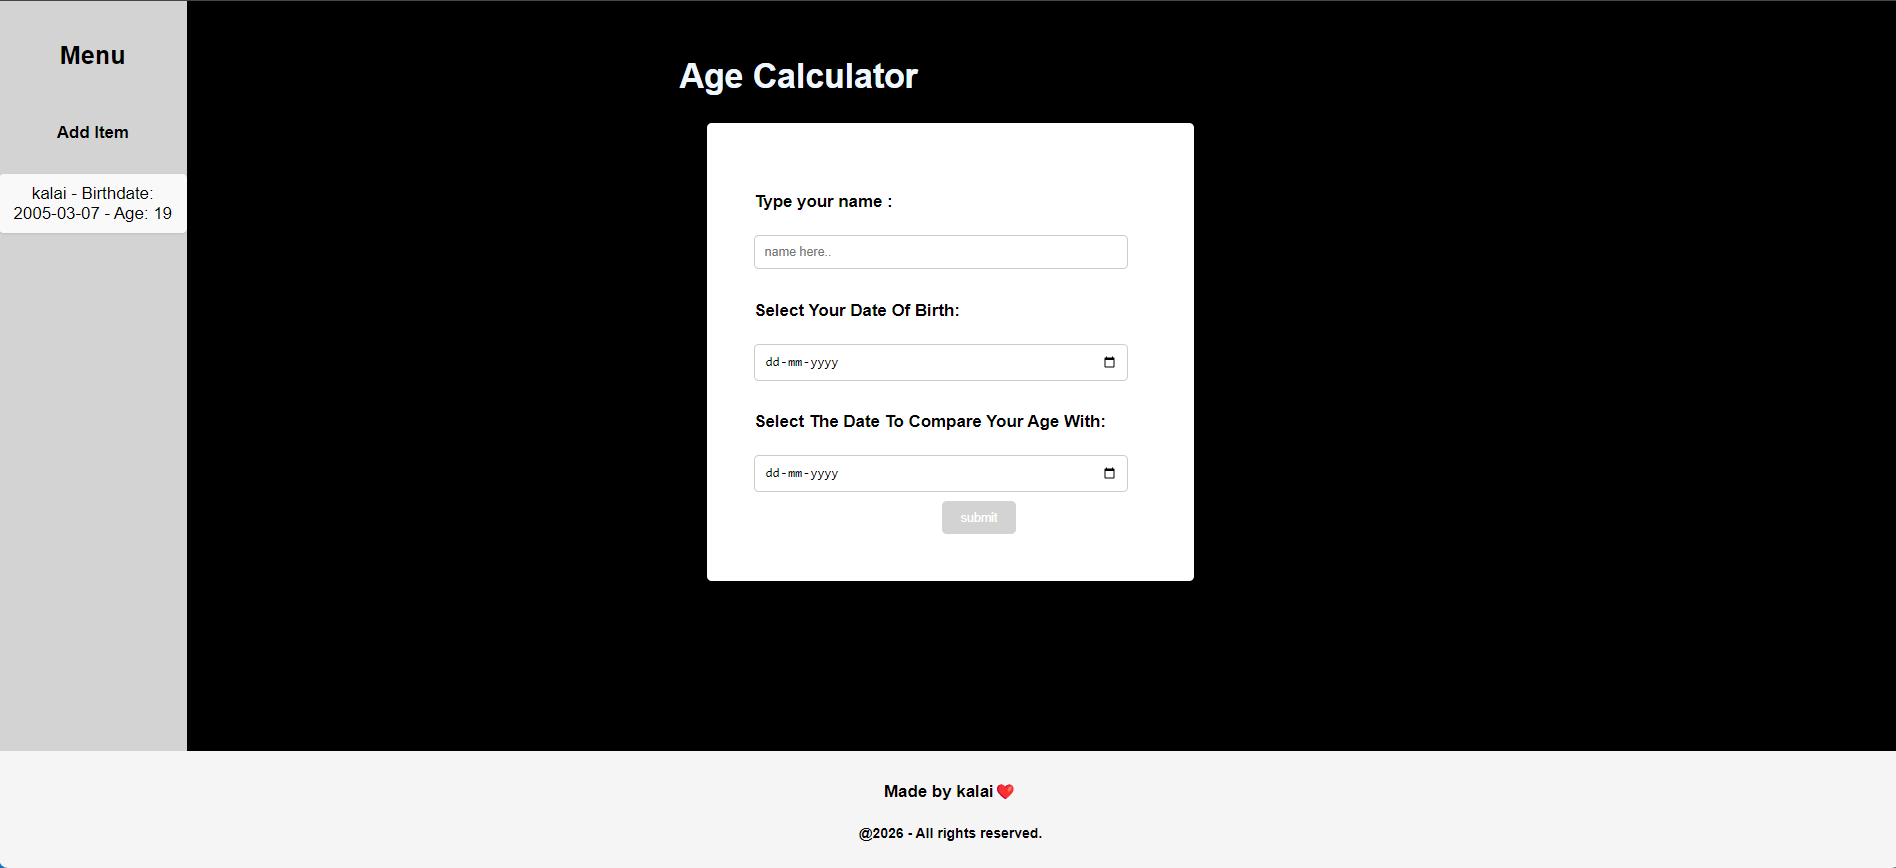 Menu
Add Item
kalai - Birthdate:
2005-03-07 - Age: 19
Age Calculator
Type your name :
name here..
Select Your Date Of Birth:
dd-mm-yyyy
Select The Date To Compare Your Age With:
dd-mm-yyyy
submit
Made by kalai❤️
@2026 - All rights reserved.